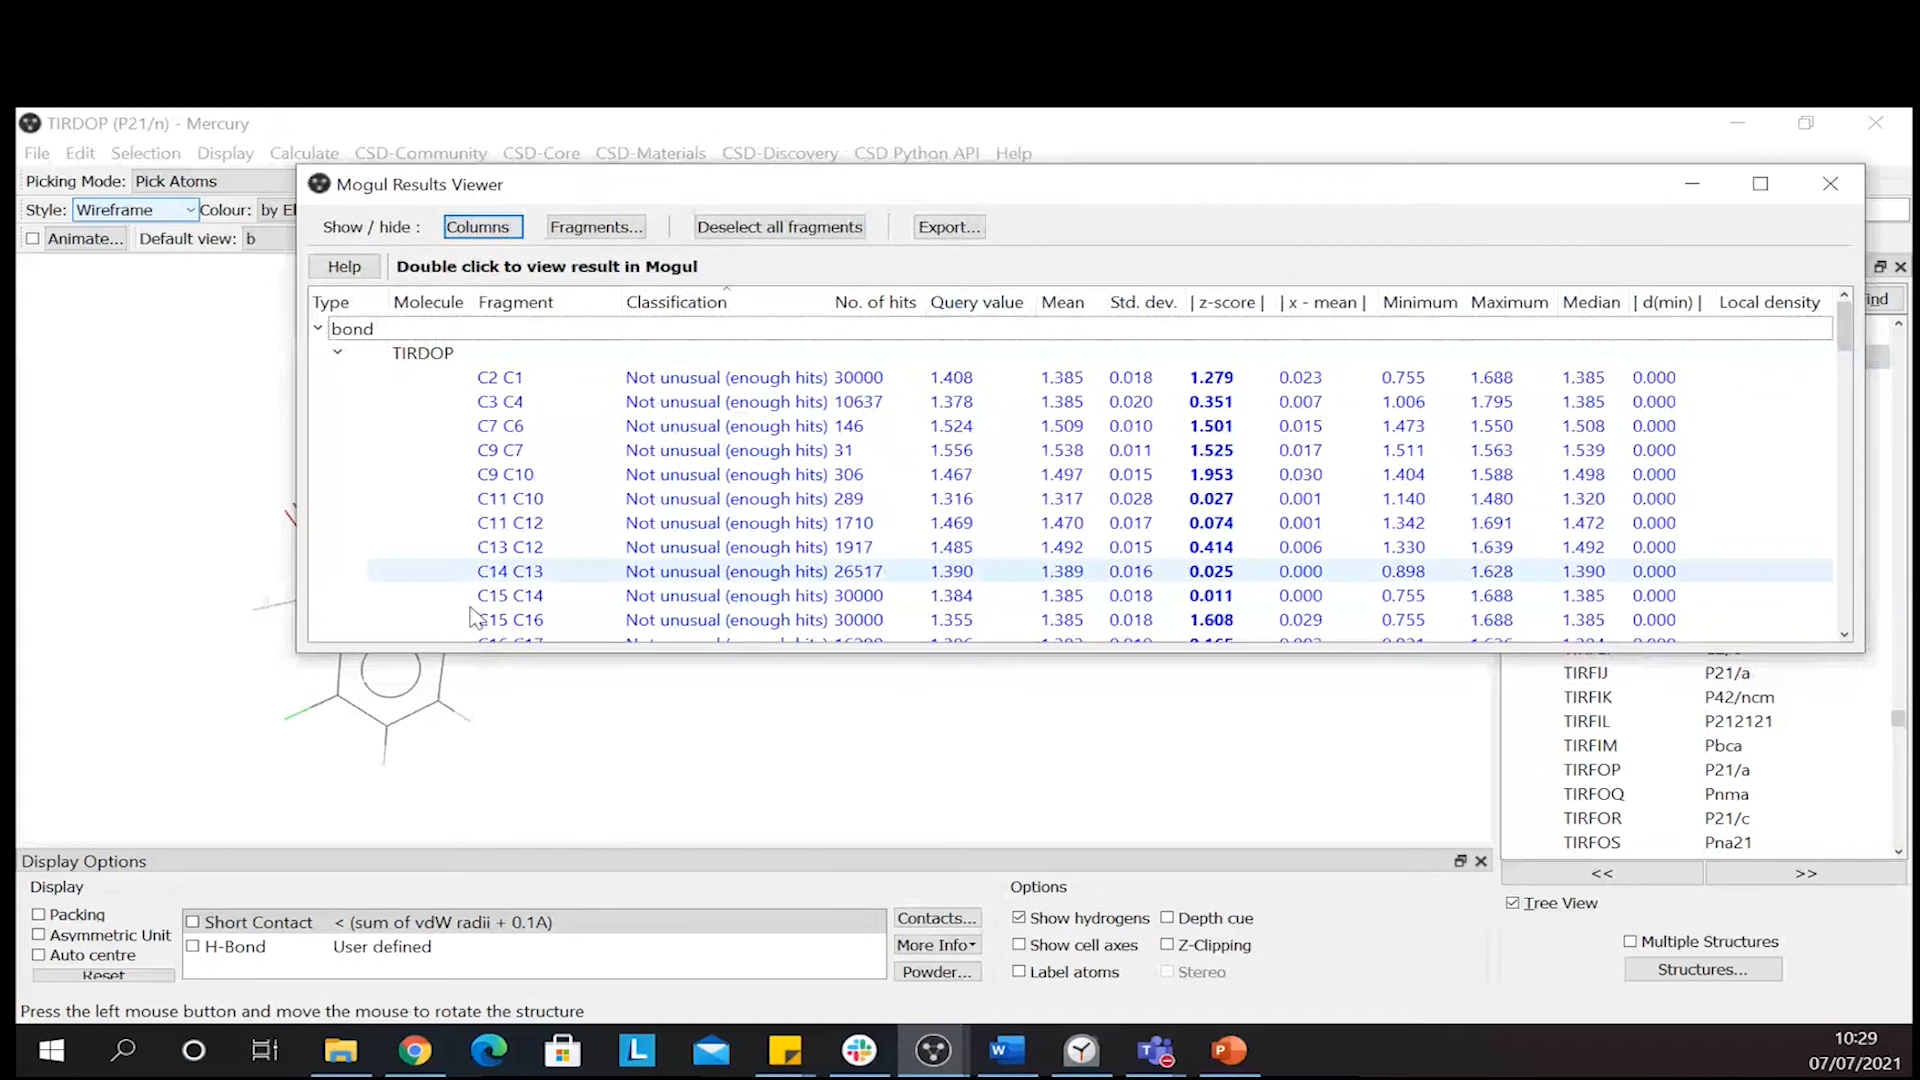 TIRDOP (P21/n) - Mercury
File Edit Selection Display Calculate CSD-Community CSD-Core CSD-Materials CSD-Discovery CSD Python API Help
Picking Mode: Pick Atoms
Style: Wireframe Colour:
Animate... Default view: b
Mogul Results Viewer
Show / hide : Columns Fragments... Deselect all fragments Export...
Help Double click to view result in Mogul
Type Molecule Fragment Classification No. of hits Query value Mean Std. dev. | z-score | | x - mean | Minimum Maximum Median | d(min) | Local density
bond
TIRDOP
C2 C1 Not unusual (enough hits) 30000 1.408 1.385 0.018 1.279 0.023 0.755 1.688 1.385 0.000
C3 C4 Not unusual (enough hits) 10637 1.378 1.385 0.020 0.351 0.007 1.006 1.795 1.385 0.000
C7 C6 Not unusual (enough hits) 146 1.524 1.509 0.010 1.501 0.015 1.473 1.550 1.508 0.000
C9 C7 Not unusual (enough hits) 31 1.556 1.538 0.011 1.525 0.017 1.511 1.563 1.539 0.000
C9 C10 Not unusual (enough hits) 306 1.467 1.497 0.015 1.953 0.030 1.404 1.588 1.498 0.000
C11 C10 Not unusual (enough hits) 289 1.316 1.317 0.028 0.027 0.001 1.140 1.480 1.320 0.000
C11 C12 Not unusual (enough hits) 1710 1.469 1.470 0.017 0.074 0.001 1.342 1.691 1.472 0.000
C13 C12 Not unusual (enough hits) 1917 1.485 1.492 0.015 0.414 0.006 1.330 1.639 1.492 0.000
C14 C13 Not unusual (enough hits) 26517 1.390 1.389 0.016 0.025 0.000 0.898 1.628 1.390 0.000
C15 C14 Not unusual (enough hits) 30000 1.384 1.385 0.018 0.011 0.000 0.755 1.688 1.385 0.000
C16 Not unusual (enough hits) 30000 1.355 1.385 0.018 1.608 0.029 0.755 1.688 1.385 0.000
TIRFIJ P21/a
TIRFIK P42/ncm
TIRFIL P212121
TIRFIM Pbca
TIRFOP P21/a
TIRFOQ Pnma
TIRFOR P21/c
TIRFOS Pna21
<< >>
Tree View
Multiple Structures
Structures...
Display Options
Display
Packing
Asymmetric Unit
Auto centre
Reset
Short Contact < (sum of vdW radii + 0.1A)
H-Bond User defined
Contacts...
More Info
Powder...
Options
Show hydrogens Depth cue
Show cell axes Z-Clipping
Label atoms Stereo
Press the left mouse button and move the mouse to rotate the structure
10:29
07/07/2021